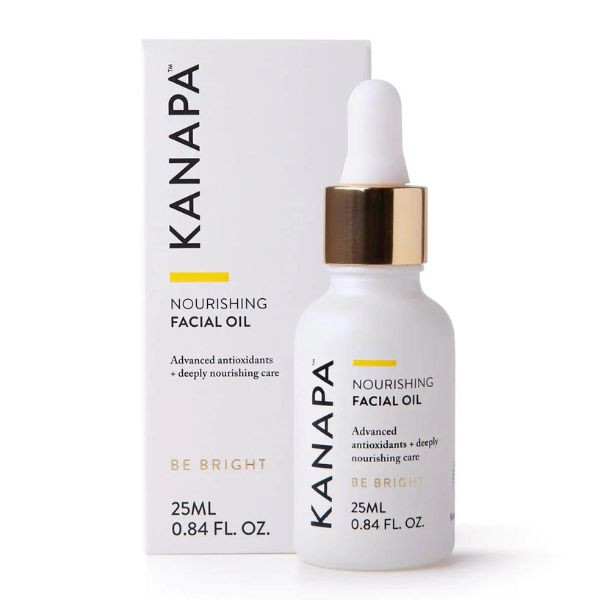 KANAPA™
NOURISHING
FACIAL OIL
Advanced antioxidants
+ deeply nourishing care
BE BRIGHT
25ML
0.84 FL. OZ.
KANAPA™
NOURISHING
FACIAL OIL
Advanced
antioxidants + deeply
nourishing care
BE BRIGHT
25ML
0.84 FL. OZ.